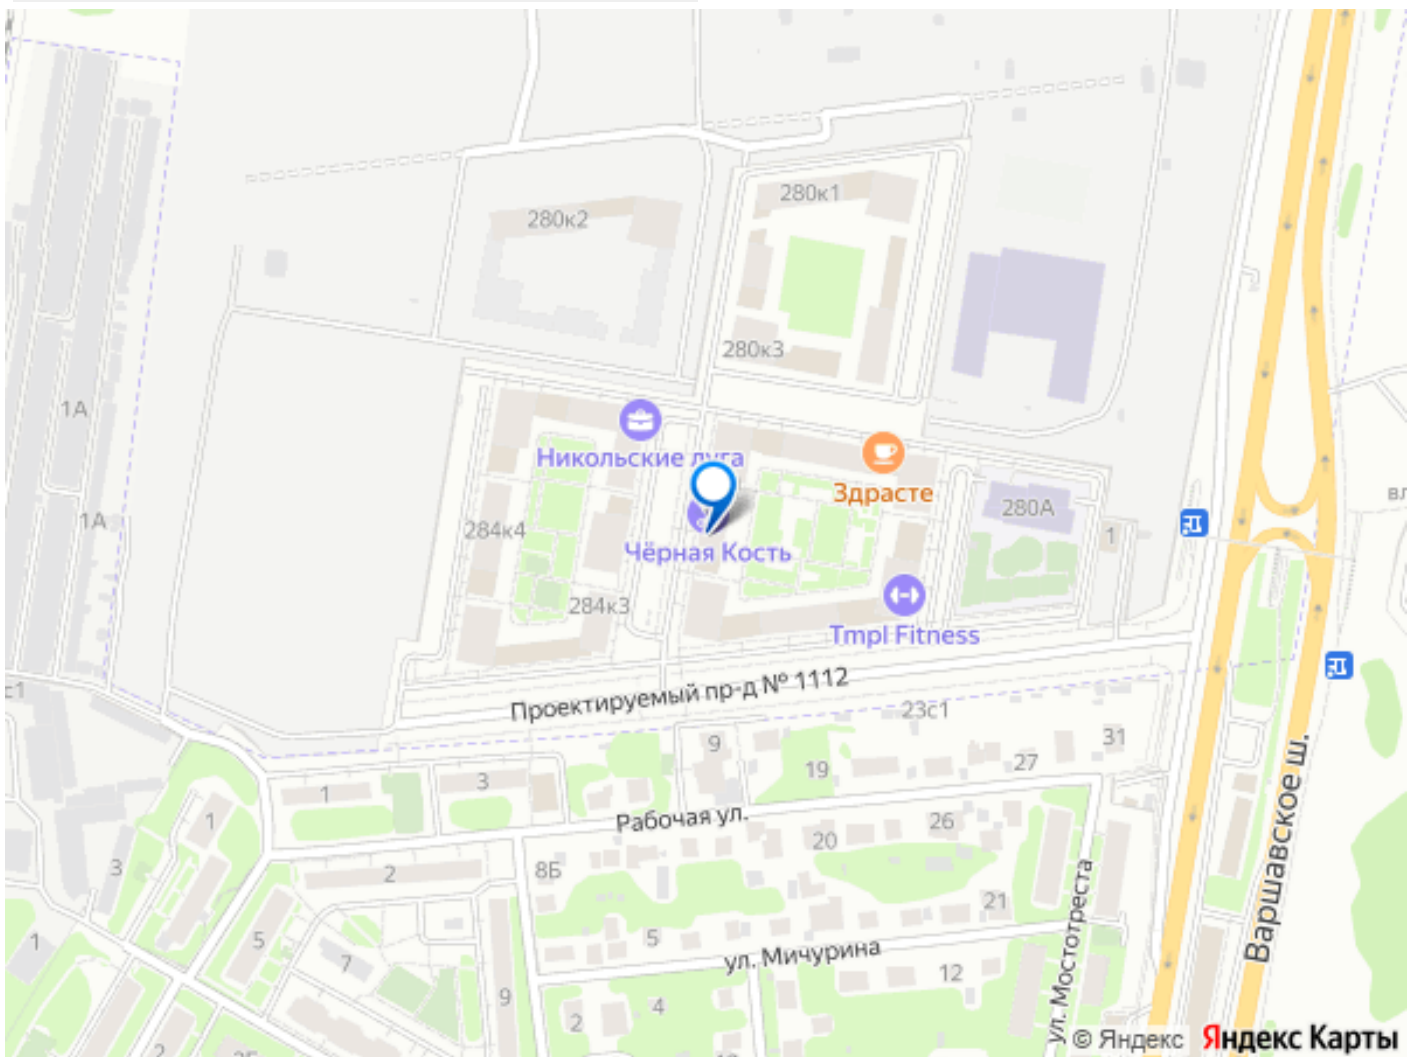 280к1
280к2
280к3
1А
Никольские луга
Здрасте
280А
1А
284к4
1
Чёрная Кость
284к3
Tmpl Fitness
Проектируемый пр-д № 1112
23с1
9
31
19
27
1
3
Рабочая ул.
1
20
26
3
2
8Б
21
5
5
ул. Мичурина
1
7
9
12
4
2
ул. Мостотреста
Варшавское ш.
© Яндекс Яндекс Карты